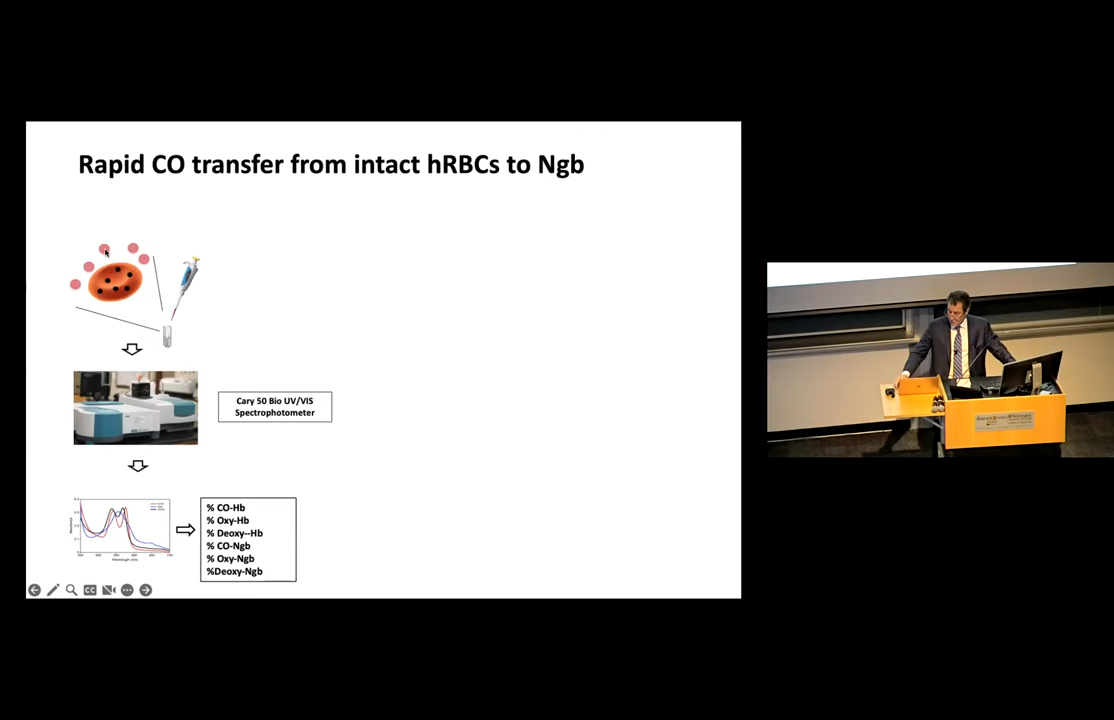 Rapid CO transfer from intact hRBCs to Ngb
Cary 50 Bio UV/VIS
Spectrophotometer
% CO-Hb
% Oxy-Hb
% Deoxy--Hb
% CO-Ngb
% Oxy-Ngb
%Deoxy-Ngb
CC